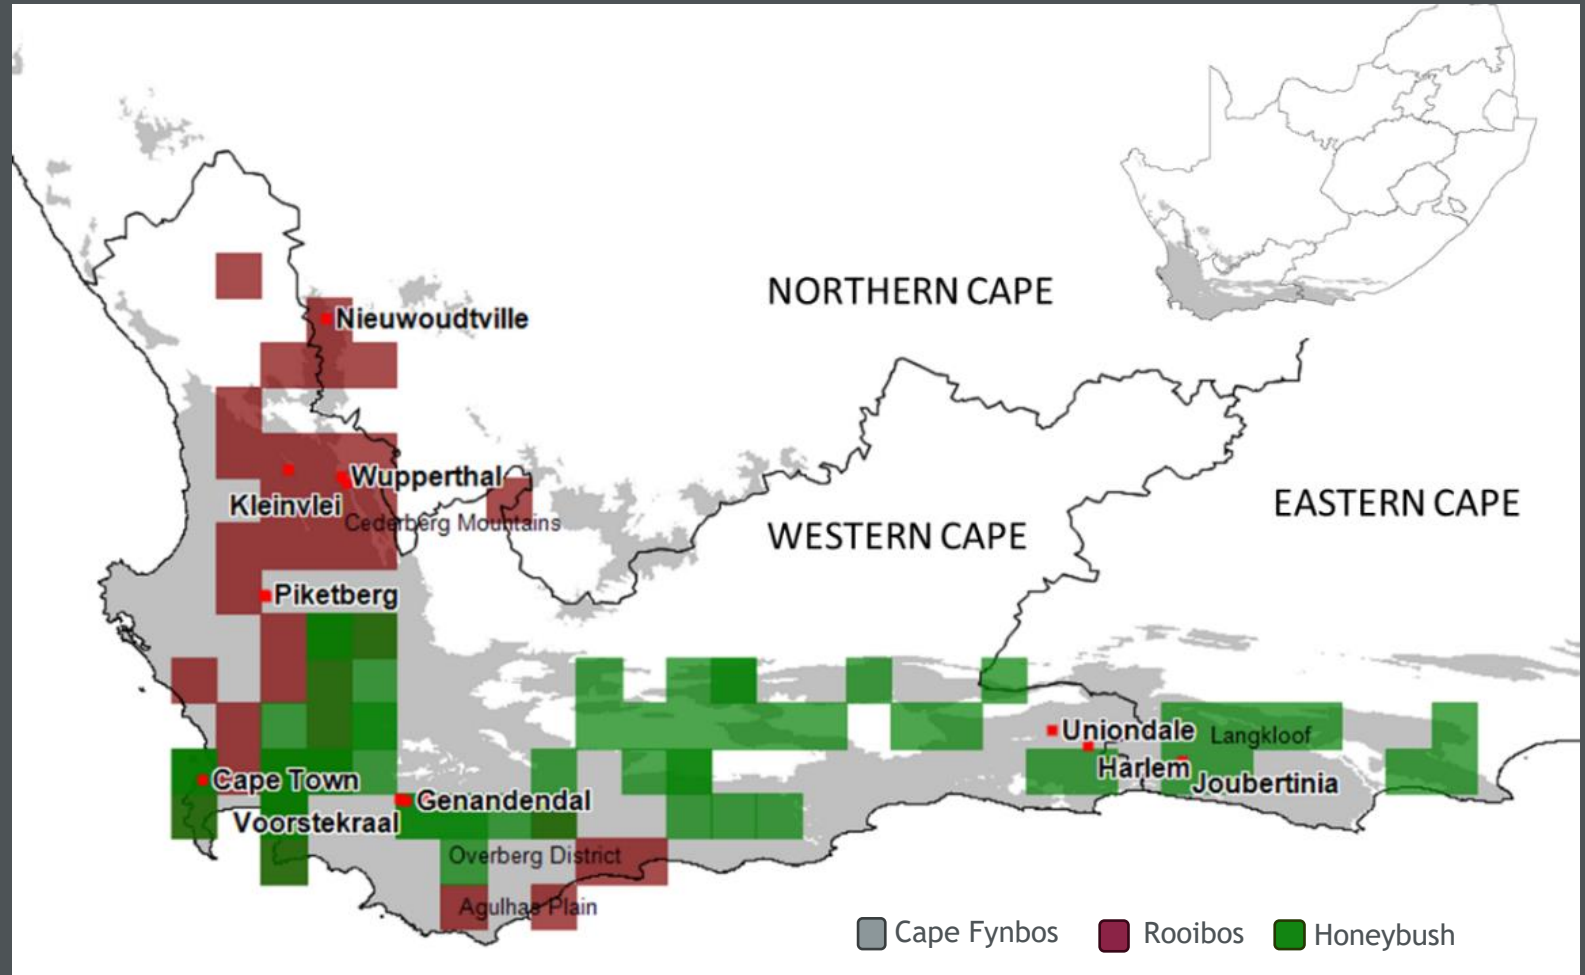 NORTHERN CAPE
Nieuwoudtville
Wupperthal
Kleinvlei
Cederberg Mountains
EASTERN CAPE
WESTERN CAPE
Piketberg
Uniondale
Langkloof
Harlem
Joubertinia
Cape Town
Genandendal
Voorstekraal
Overberg District
Agulhas Plain
Cape Fynbos
Rooibos
Honeybush